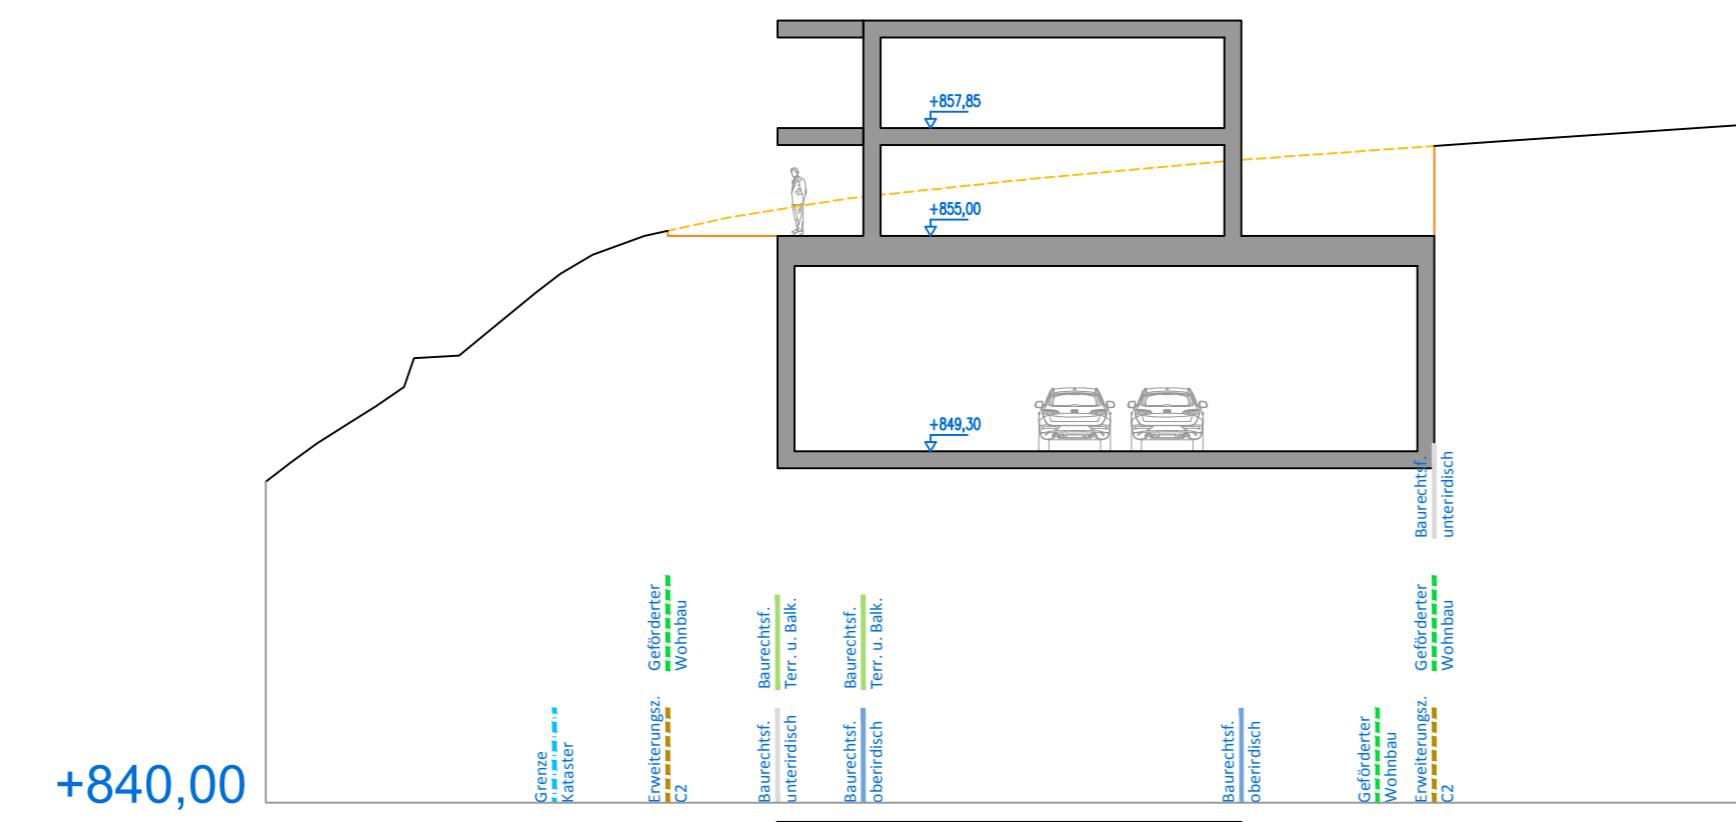 +857,85
+855,00
+849,30
Baurechtsf.
unterirdisch
Geförderter
Wohnbau
Baurechtsf.
Terr. u. Balk.
Baurechtsf.
Terr. u. Balk.
Geförderter
Wohnbau
+840,00
Grenze
Kataster
Erweiterungsz.
C2
Baurechtsf.
unterirdisch
Baurechtsf.
oberirdisch
Baurechtsf.
oberirdisch
Geförderter
Wohnbau
Erweiterungsz.
C2